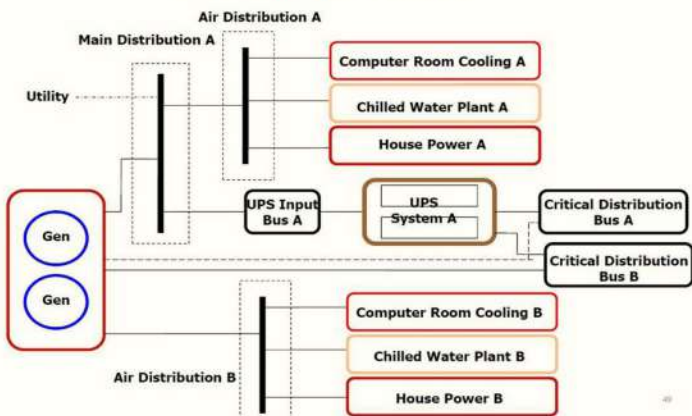 Air Distribution A
Main Distribution A
Computer Room Cooling A
Utility
Chilled Water Plant A
House Power A
UPS Input
Bus A
UPS
System A
Critical Distribution
Bus A
Gen
Critical Distribution
Bus B
Gen
Computer Room Cooling B
Chilled Water Plant B
Air Distribution B
House Power B
49